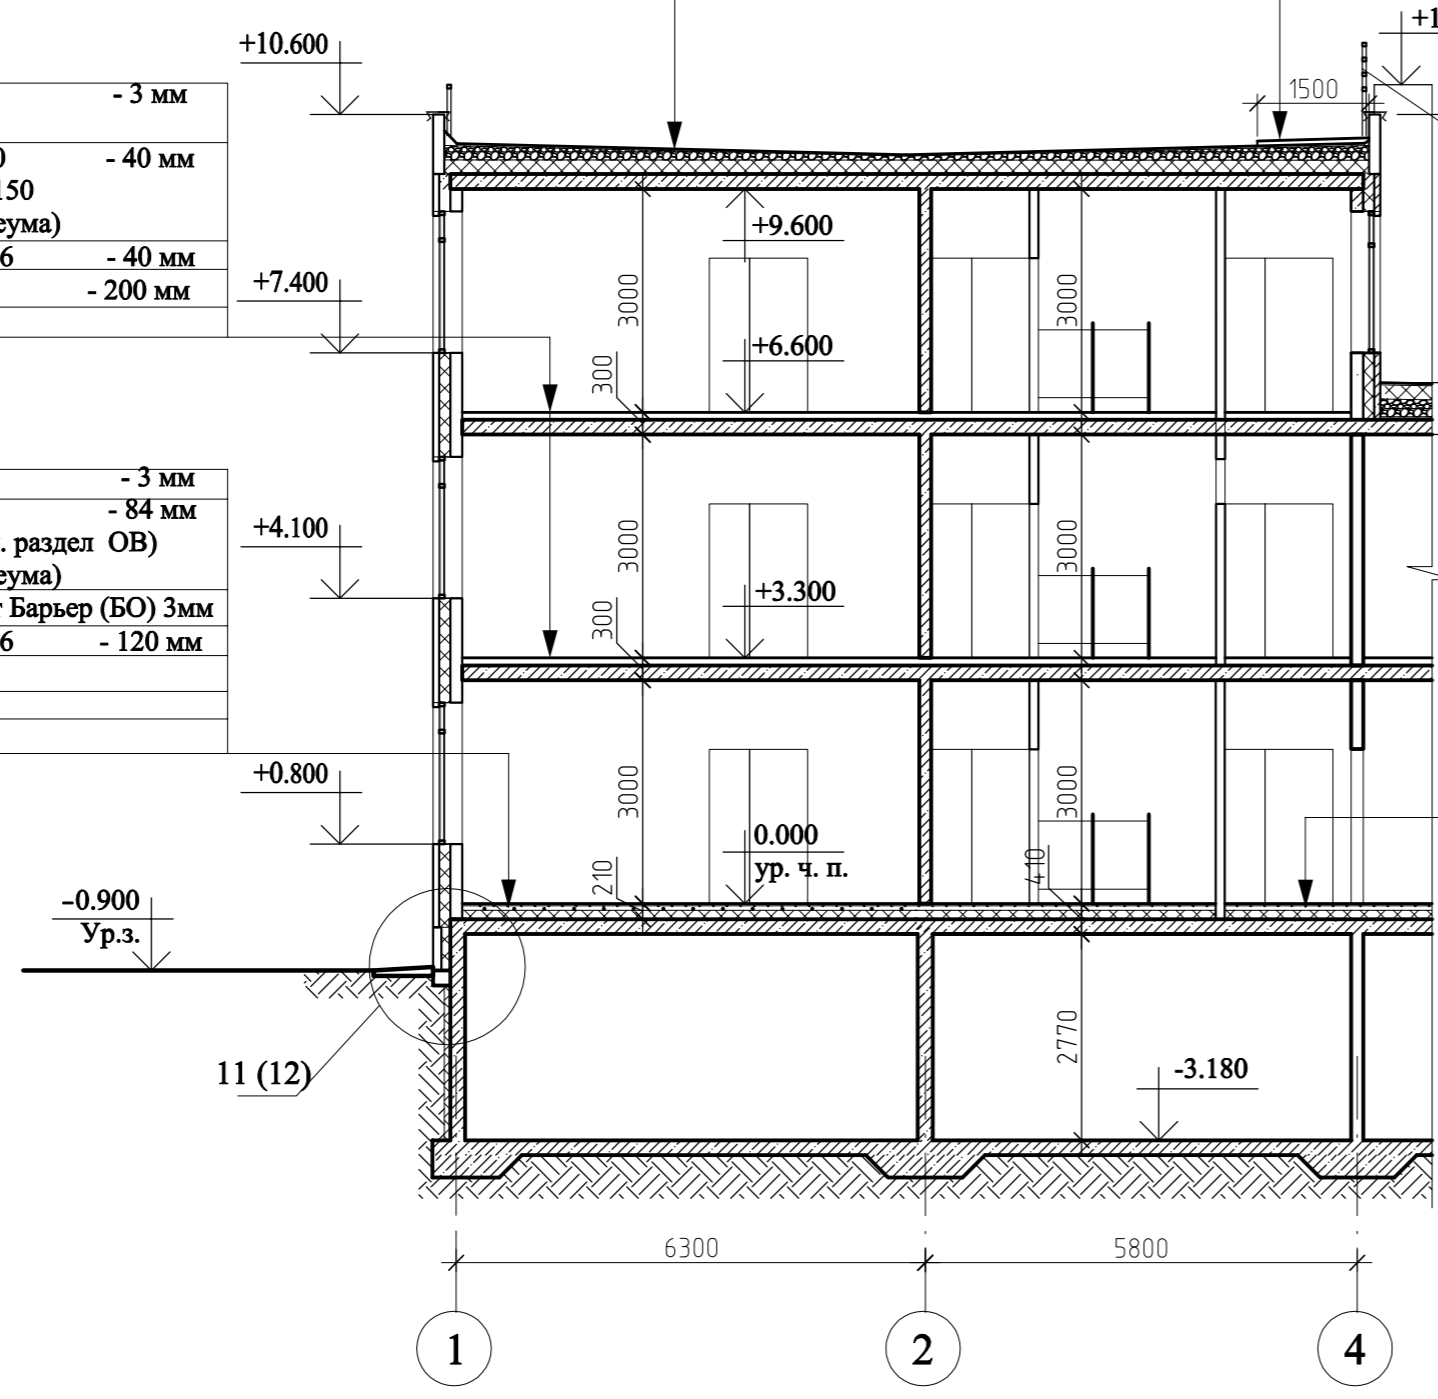 +10.600
+1
- 3 мм
0 - 40 мм
150
еума)
6 - 40 мм
- 200 мм
1500
+9.600
+7.400
3000
3000
+6.600
300
- 3 мм
- 84 мм
. раздел ОВ)
еума)
т Барьер (БО) 3мм
6 - 120 мм
+4.100
3000
3000
+3.300
300
+0.800
3000
3000
0.000
ур. ч. п.
210
410
-0.900
Ур.з.
11 (12)
2770
-3.180
6300
5800
1
2
4